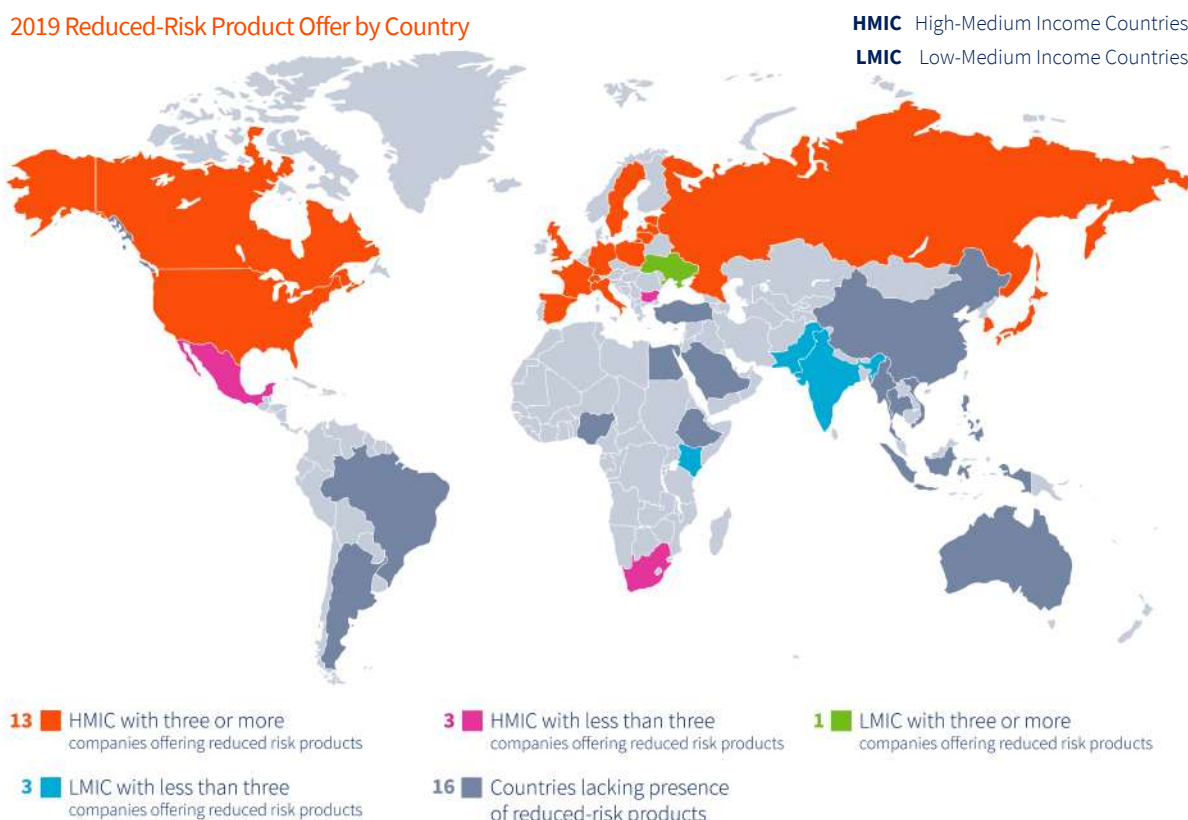 2019 Reduced-Risk Product Offer by Country
HMIC High-Medium Income Countries
LMIC Low-Medium Income Countries
13 HMIC with three or more
companies offering reduced risk products
3 HMIC with less than three
companies offering reduced risk products
1 LMIC with three or more
companies offering reduced risk products
3 LMIC with less than three
companies offering reduced risk products
16 Countries lacking presence
of reduced-risk products